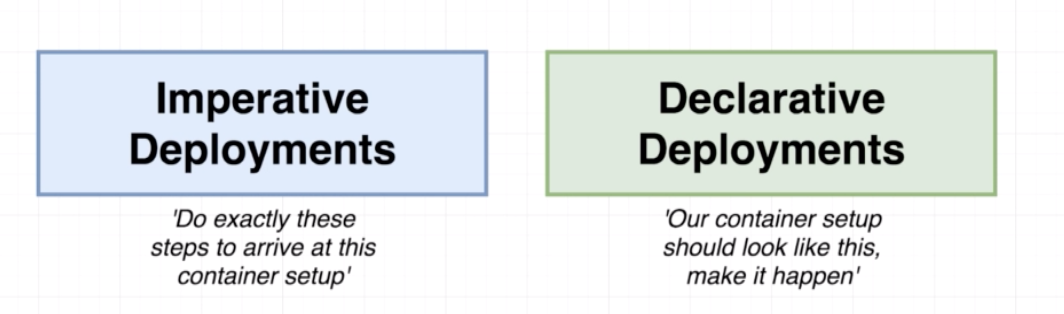 Imperative
Deployments
'Do exactly these
steps to arrive at this
container setup'
Declarative
Deployments
'Our container setup
should look like this,
make it happen'